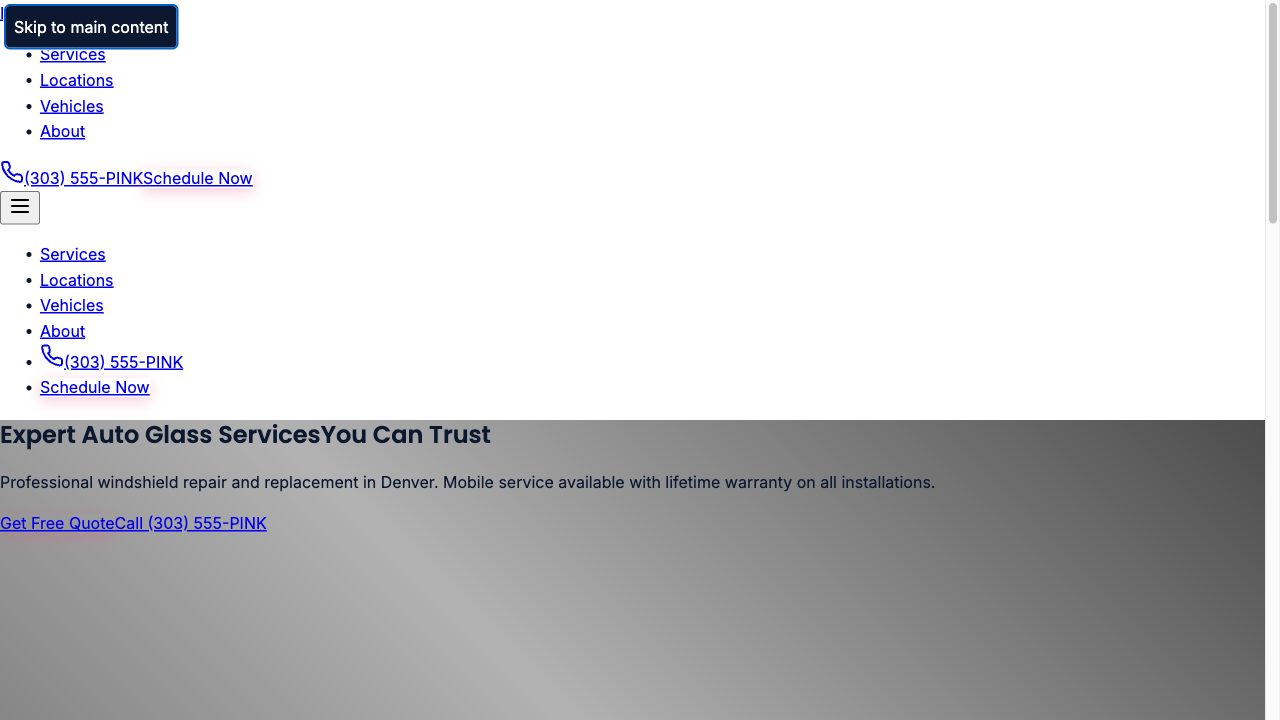 Skip to main content
Services
Locations
Vehicles
About
(303) 555-PINKSchedule Now
Services
Locations
Vehicles
About
(303) 555-PINK
Schedule Now
Expert Auto Glass ServicesYou Can Trust
Professional windshield repair and replacement in Denver. Mobile service available with lifetime warranty on all installations.
Get Free QuoteCall (303) 555-PINK